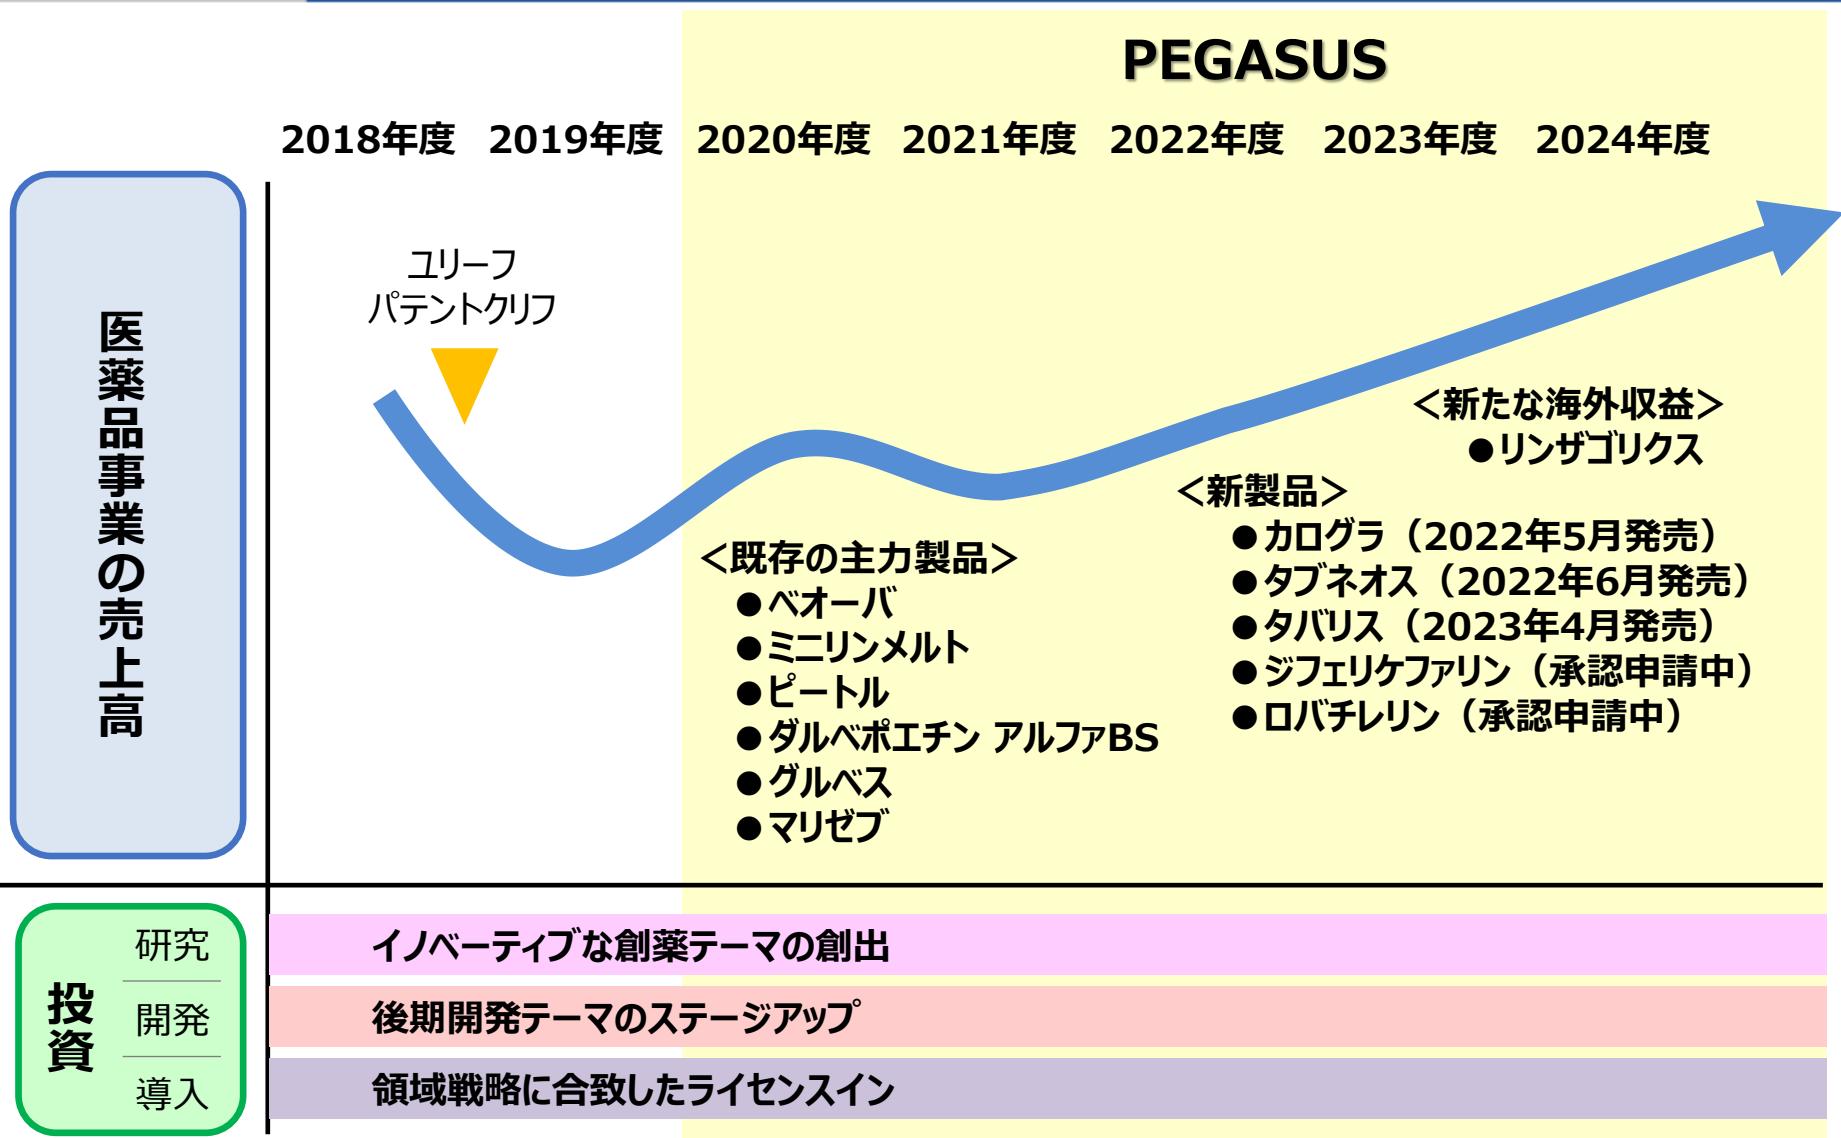 PEGASUS
2018年度 2019年度 2020年度 2021年度 2022年度 2023年度 2024年度
医薬品事業の売上高
ユリーフ
パテントクリフ
＜既存の主力製品＞
●ベオーバ
●ミニリンメルト
●ピートル
●ダルベポエチン アルファBS
●グルベス
●マリゼブ
＜新製品＞
●カログラ（2022年5月発売）
●タブネオス（2022年6月発売）
●タバリス（2023年4月発売）
●ジフェリケファリン（承認申請中）
●ロバチレリン（承認申請中）
＜新たな海外収益＞
●リンザゴリクス
投資
研究
イノベーティブな創薬テーマの創出
開発
後期開発テーマのステージアップ
導入
領域戦略に合致したライセンスイン